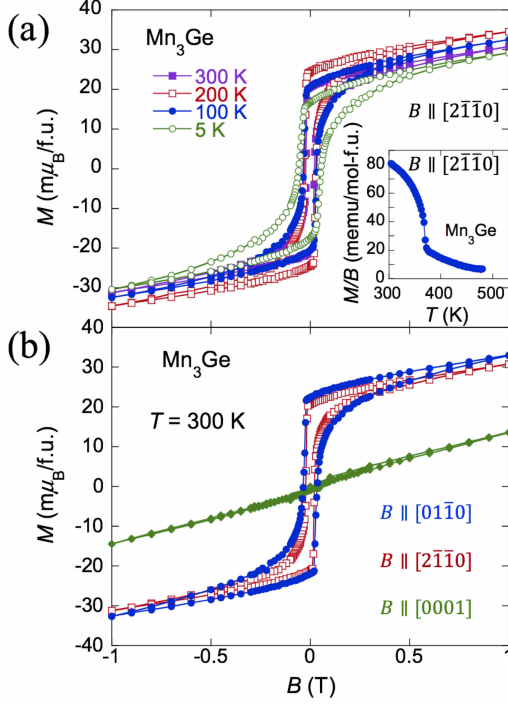 (a)
Mn₃Ge
300 K
200 K
100 K
5 K
B ∥ [21̄1̄0]
B ∥ [21̄1̄0]
Mn₃Ge
M/B (memu/mol-f.u.)
100
80
60
40
20
0
300 400 500
T (K)
M (mμB/f.u.)
40
30
20
10
0
-10
-20
-30
40
(b)
Mn₃Ge
T = 300 K
B ∥ [011̄0]
B ∥ [21̄1̄0]
B ∥ [0001]
M (mμB/f.u.)
30
20
10
0
-10
-20
-30
-40
-1 -0.5 0 0.5 1
B (T)